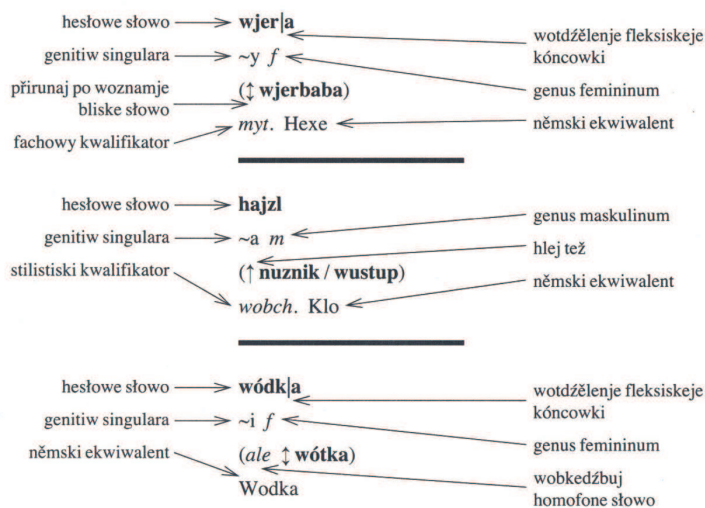 hesłowe słowo
wjer|a
wotdźělenje fleksiskeje
kóncowki
genitiw singulara
~y f
genus femininum
přirunaj po woznamje
bliske słowo
(↕ wjerbaba)
fachowy kwalifikator
myt. Hexe
němski ekwiwalent
hesłowe słowo
hajzl
genus maskulinum
genitiw singulara
~a m
hlej tež
stilistiski kwalifikator
(↑ nuznik / wustup)
němski ekwiwalent
wobch. Klo
hesłowe słowo
wódk|a
wotdźělenje fleksiskeje
kóncowki
genitiw singulara
~i f
genus femininum
němski ekwiwalent
(ale ↕ wótka)
wobkedźbuj
homofone słowo
Wodka